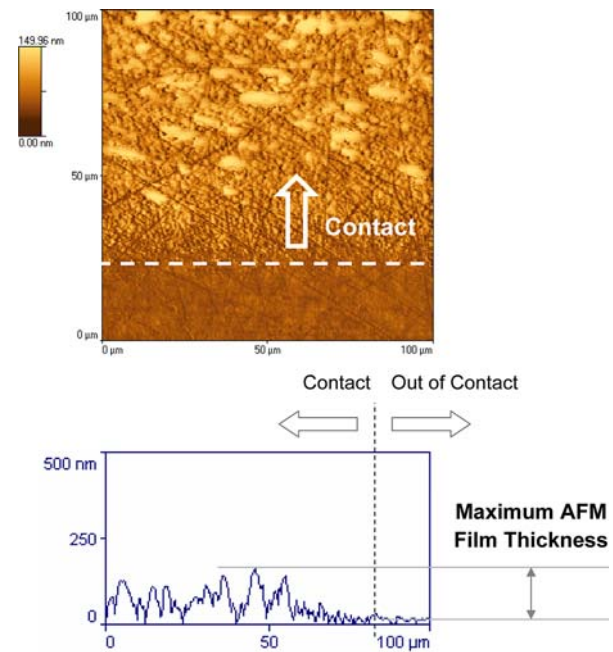 100 µm
149.96 nm
0.00 nm
50 µm
Contact
0 µm
0 µm
50 µm
100 µm
Contact
Out of Contact
500 nm
250
0
0
50
100 µm
Maximum AFM
Film Thickness